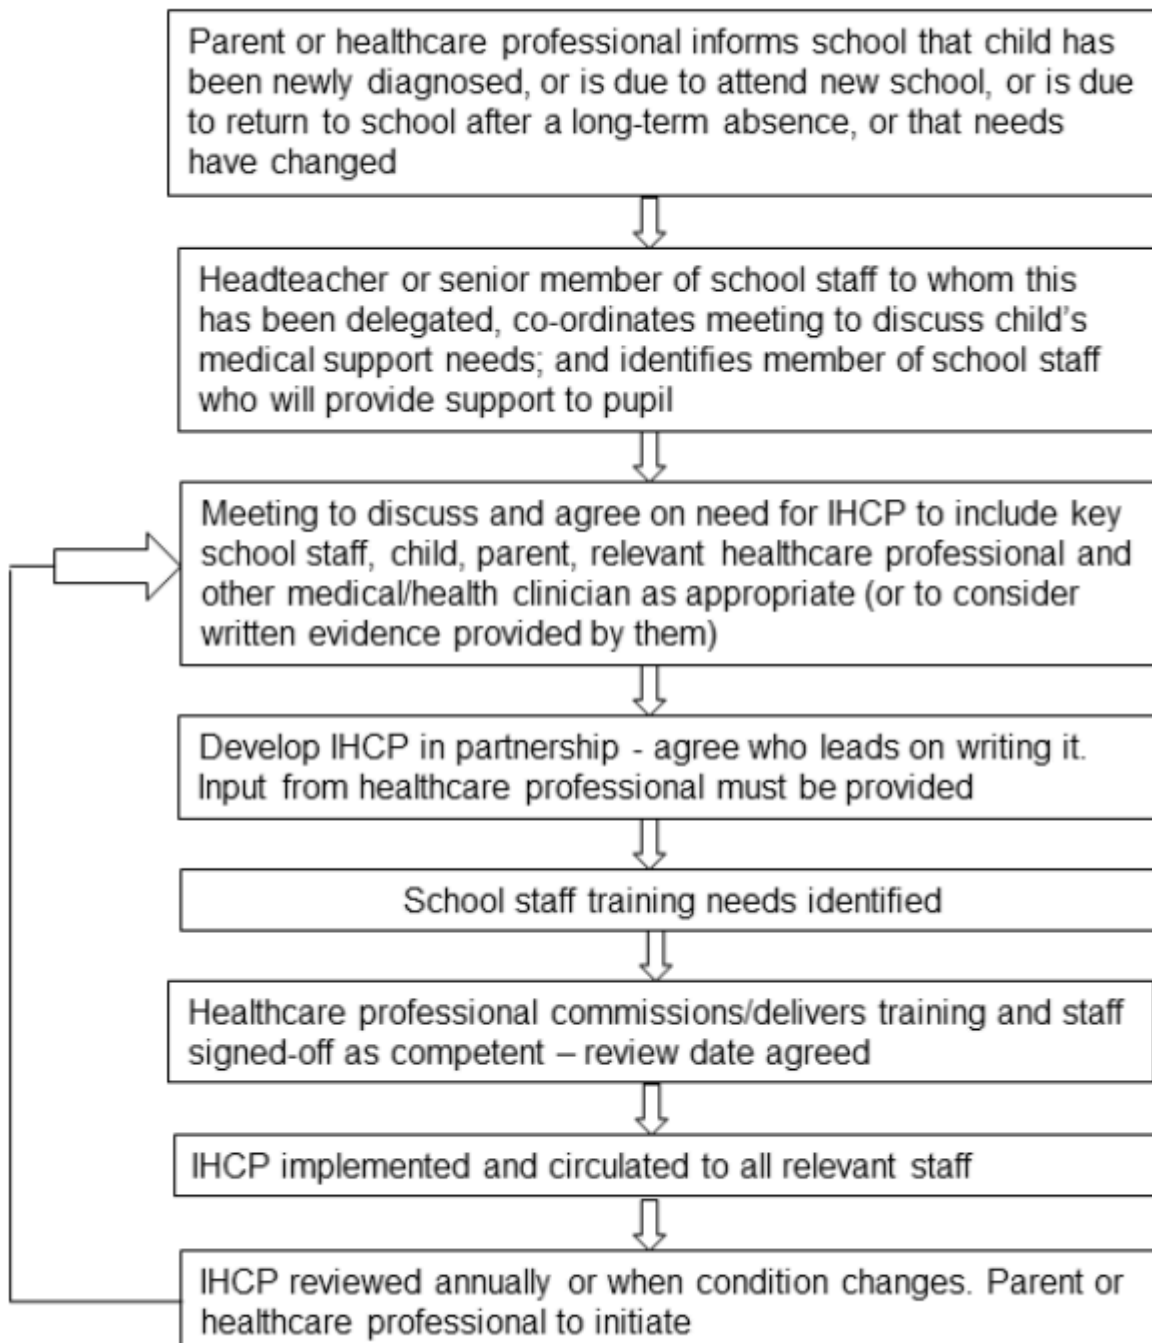 Parent or healthcare professional informs school that child has
been newly diagnosed, or is due to attend new school, or is due
to return to school after a long-term absence, or that needs
have changed
Headteacher or senior member of school staff to whom this
has been delegated, co-ordinates meeting to discuss child's
medical support needs; and identifies member of school staff
who will provide support to pupil
Meeting to discuss and agree on need for IHCP to include key
school staff, child, parent, relevant healthcare professional and
other medical/health clinician as appropriate (or to consider
written evidence provided by them)
Develop IHCP in partnership - agree who leads on writing it.
Input from healthcare professional must be provided
School staff training needs identified
Healthcare professional commissions/delivers training and staff
signed-off as competent – review date agreed
IHCP implemented and circulated to all relevant staff
IHCP reviewed annually or when condition changes. Parent or
healthcare professional to initiate